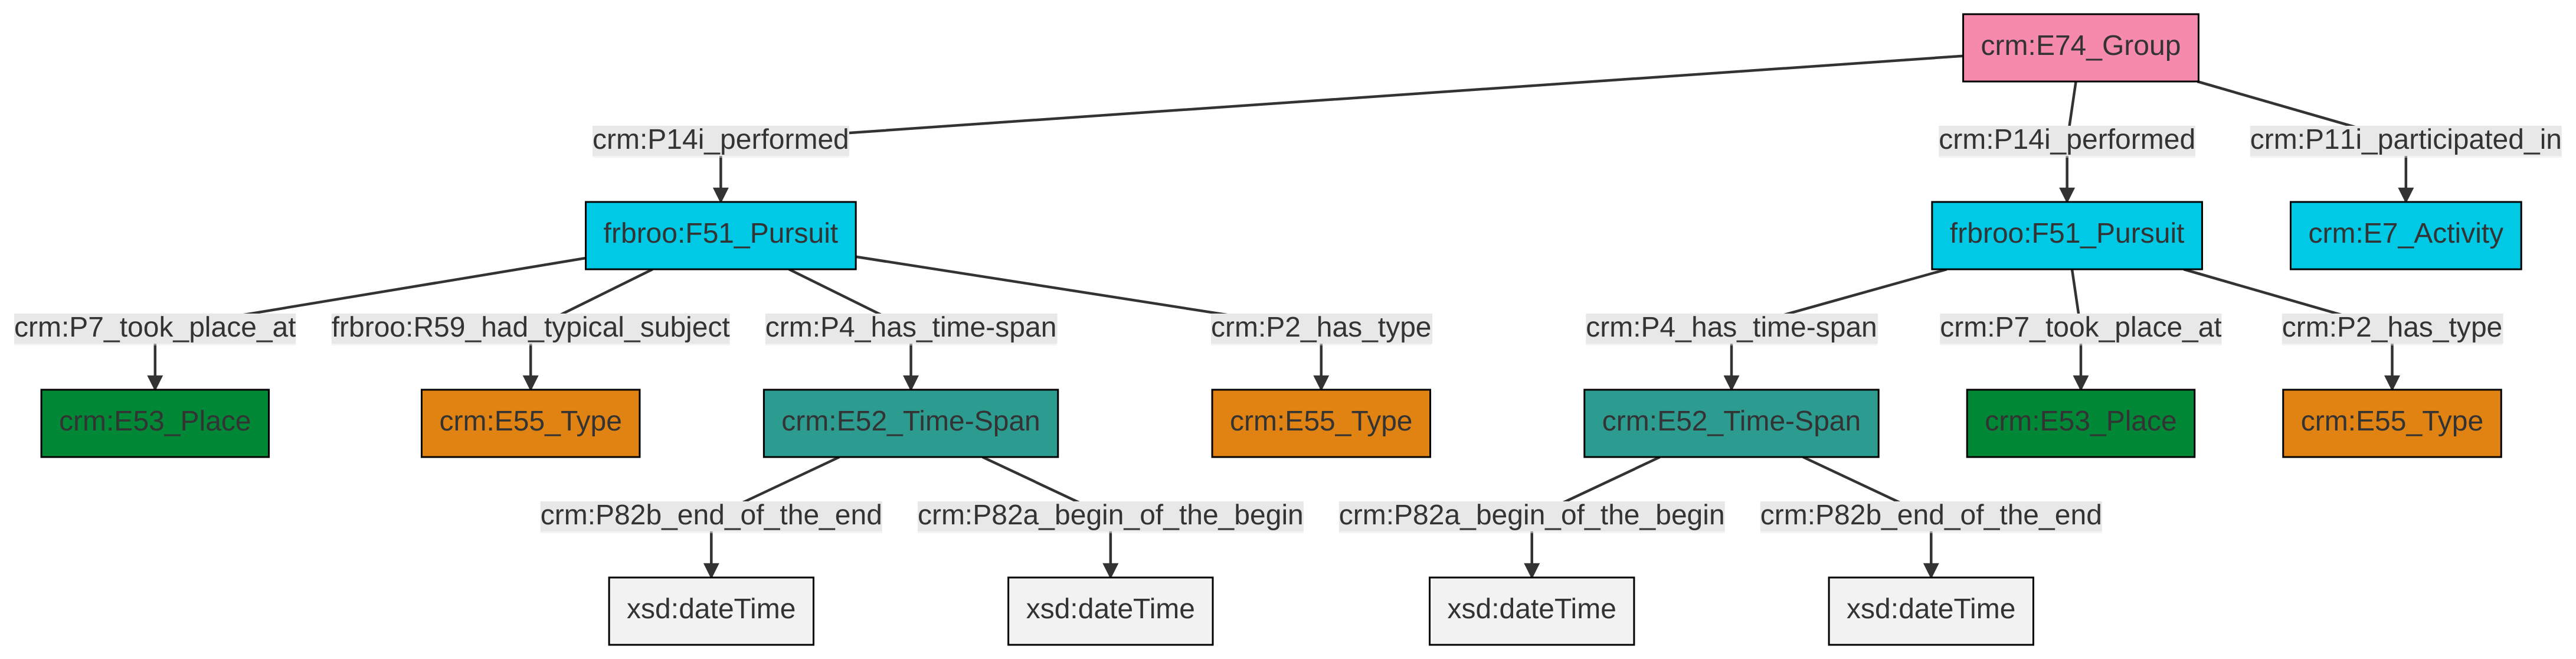 crm:E74_Group
crm:P14i_performed
crm:P14i_performed
crm:P11i_participated_in
frbroo:F51_Pursuit
frbroo:F51_Pursuit
crm:E7_Activity
crm:P7_took_place_at
frbroo:R59_had_typical_subject
crm:P4_has_time-span
crm:P2_has_type
crm:P4_has_time-span
crm:P7_took_place_at
crm:P2_has_type
crm:E53_Place
crm:E55_Type
crm:E52_Time-Span
crm:E55_Type
crm:E52_Time-Span
crm:E53_Place
crm:E55_Type
crm:P82b_end_of_the_end
crm:P82a_begin_of_the_begin
crm:P82a_begin_of_the_begin
crm:P82b_end_of_the_end
xsd:dateTime
xsd:dateTime
xsd:dateTime
xsd:dateTime